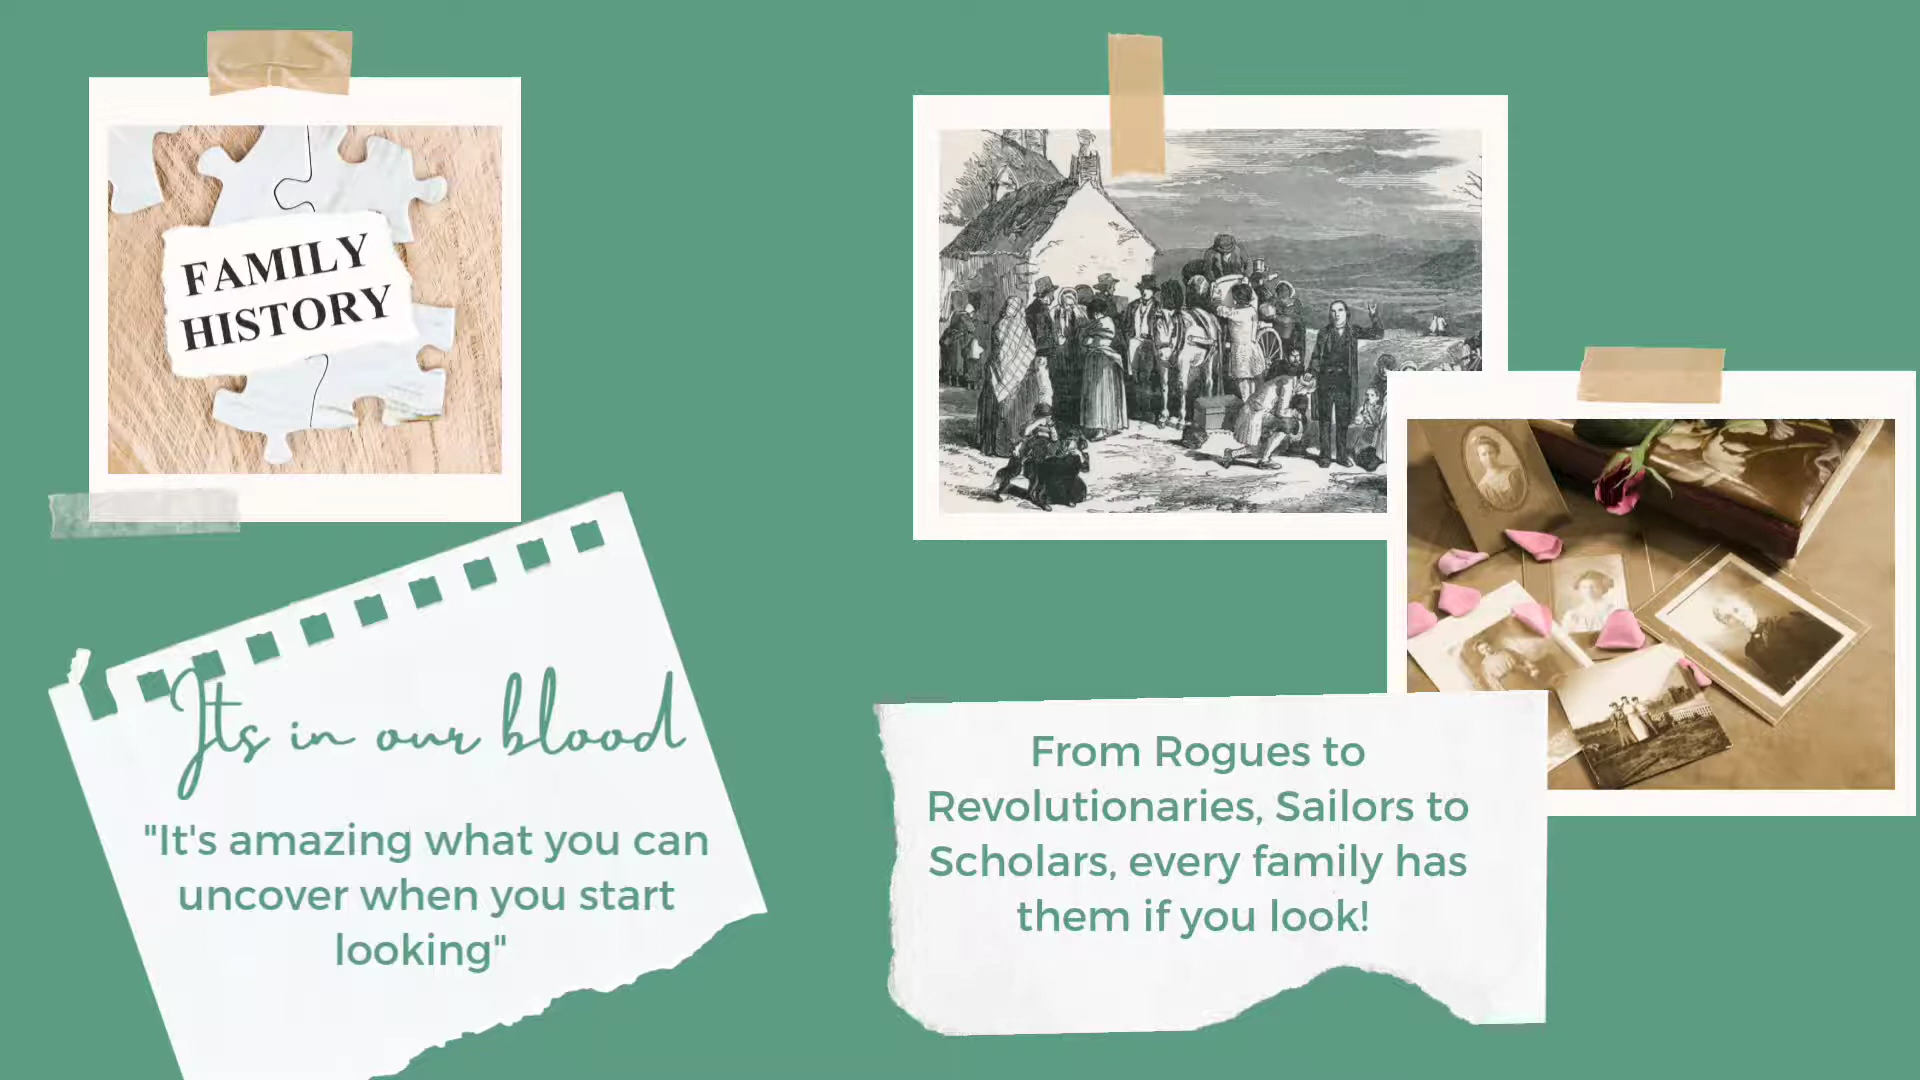 FAMILY
HISTORY
Its in our blood
"It's amazing what you can
uncover when you start
looking"
From Rogues to
Revolutionaries, Sailors to
Scholars, every family has
them if you look!